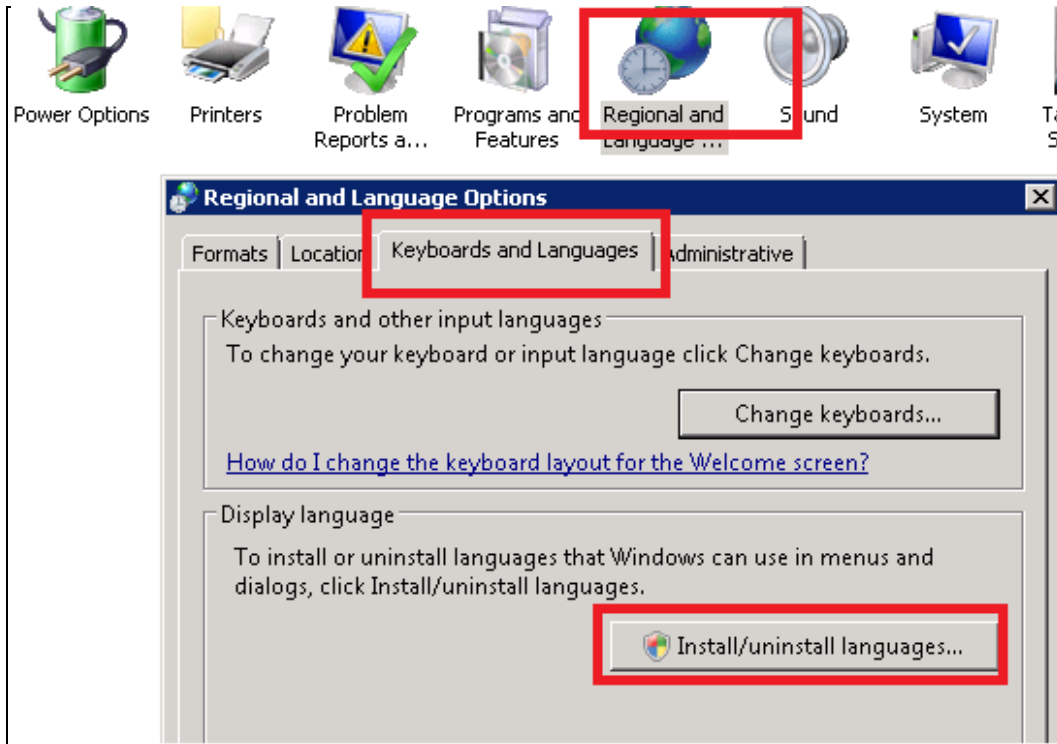 Power Options
Printers
Problem
Reports a...
Programs and
Features
Regional and
Language ...
Sound
System
Regional and Language Options
Formats
Location
Keyboards and Languages
Administrative
Keyboards and other input languages
To change your keyboard or input language click Change keyboards.
Change keyboards...
How do I change the keyboard layout for the Welcome screen?
Display language
To install or uninstall languages that Windows can use in menus and
dialogs, click Install/uninstall languages.
Install/uninstall languages...